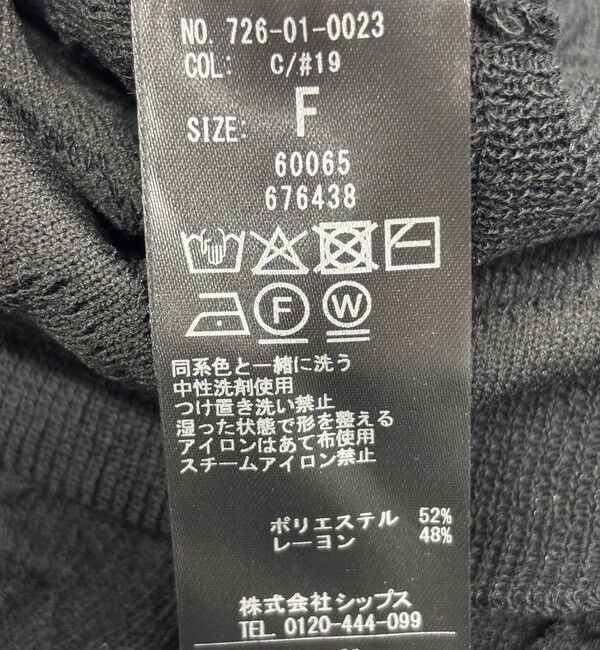 NO. 726-01-0023
COL: C/#19
SIZE: F
60065
676438
F W
同系色と一緒に洗う
中性洗剤使用
つけ置き洗い禁止
湿った状態で形を整える
アイロンはあて布使用
スチームアイロン禁止
ポリエステル 52%
レーヨン 48%
株式会社シップス
TEL 0120-444-099